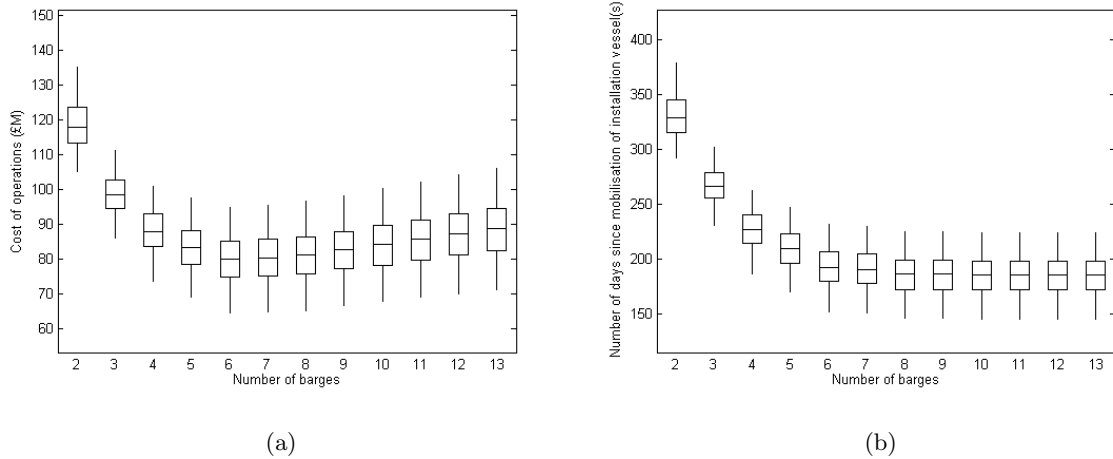 150
140
130
120
110
100
90
80
70
60
Cost of operations (£M)
2 3 4 5 6 7 8 9 10 11 12 13
Number of barges
(a)
400
350
300
250
200
150
Number of days since mobilisation of installation vessel(s)
2 3 4 5 6 7 8 9 10 11 12 13
Number of barges
(b)